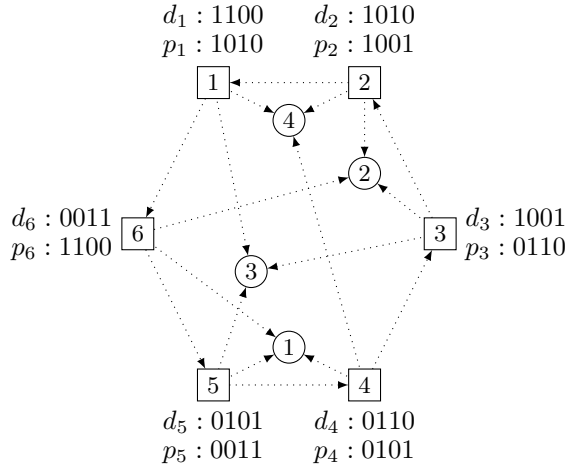 d₁ : 1100
p₁ : 1010
d₂ : 1010
p₂ : 1001
1
2
4
2
d₆ : 0011
p₆ : 1100
6
3
d₃ : 1001
p₃ : 0110
3
1
5
4
d₅ : 0101
p₅ : 0011
d₄ : 0110
p₄ : 0101